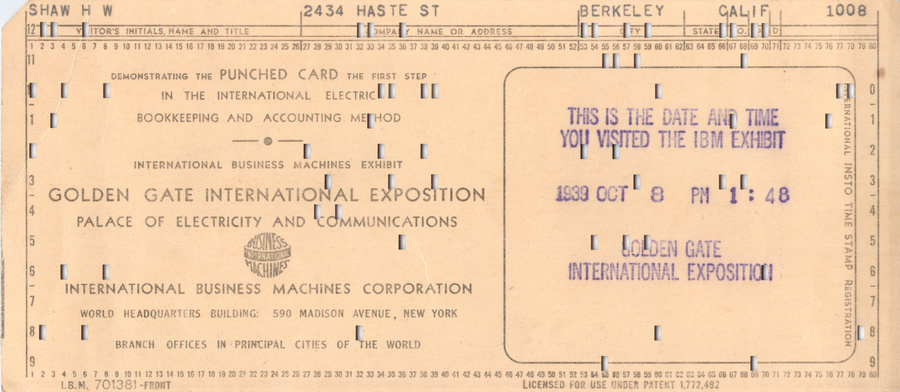 SHAW H W 2434 HASTE ST BERKELEY CALIF 1008
12 VISITOR'S INITIALS, NAME AND TITLE COMPANY NAME OR ADDRESS CITY STATE
11
DEMONSTRATING THE PUNCHED CARD THE FIRST STEP
IN THE INTERNATIONAL ELECTRIC
BOOKKEEPING AND ACCOUNTING METHOD
INTERNATIONAL BUSINESS MACHINES EXHIBIT
GOLDEN GATE INTERNATIONAL EXPOSITION
PALACE OF ELECTRICITY AND COMMUNICATIONS
BUSINESS
INTERNATIONAL
MACHINES
INTERNATIONAL BUSINESS MACHINES CORPORATION
WORLD HEADQUARTERS BUILDING: 590 MADISON AVENUE, NEW YORK
BRANCH OFFICES IN PRINCIPAL CITIES OF THE WORLD
THIS IS THE DATE AND TIME
YOU VISITED THE IBM EXHIBIT
1939 OCT 8 PM 1:48
GOLDEN GATE
INTERNATIONAL EXPOSITION
INTERNATIONAL INSTO TIME STAMP REGISTRATION
I.B.M. 701381-FRONT
LICENSED FOR USE UNDER PATENT 1,772,492